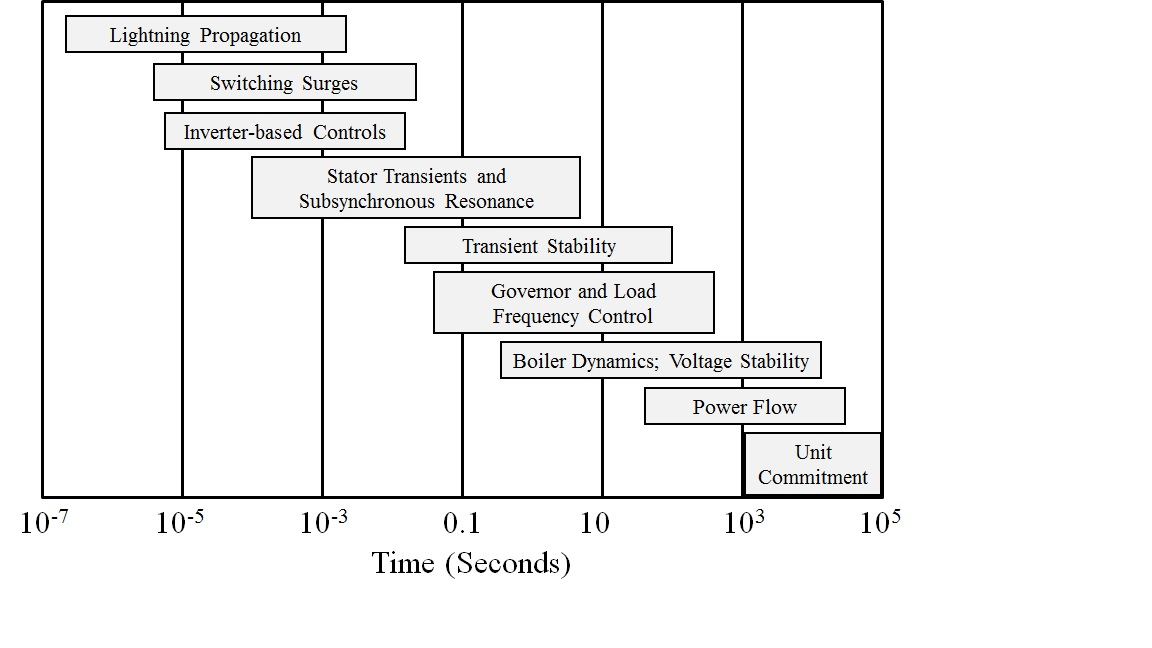 Lightning Propagation
Switching Surges
Inverter-based Controls
Stator Transients and
Subsynchronous Resonance
Transient Stability
Governor and Load
Frequency Control
Boiler Dynamics; Voltage Stability
Power Flow
Unit
Commitment
10⁻⁷ 10⁻⁵ 10⁻³ 0.1 10 10³ 10⁵
Time (Seconds)